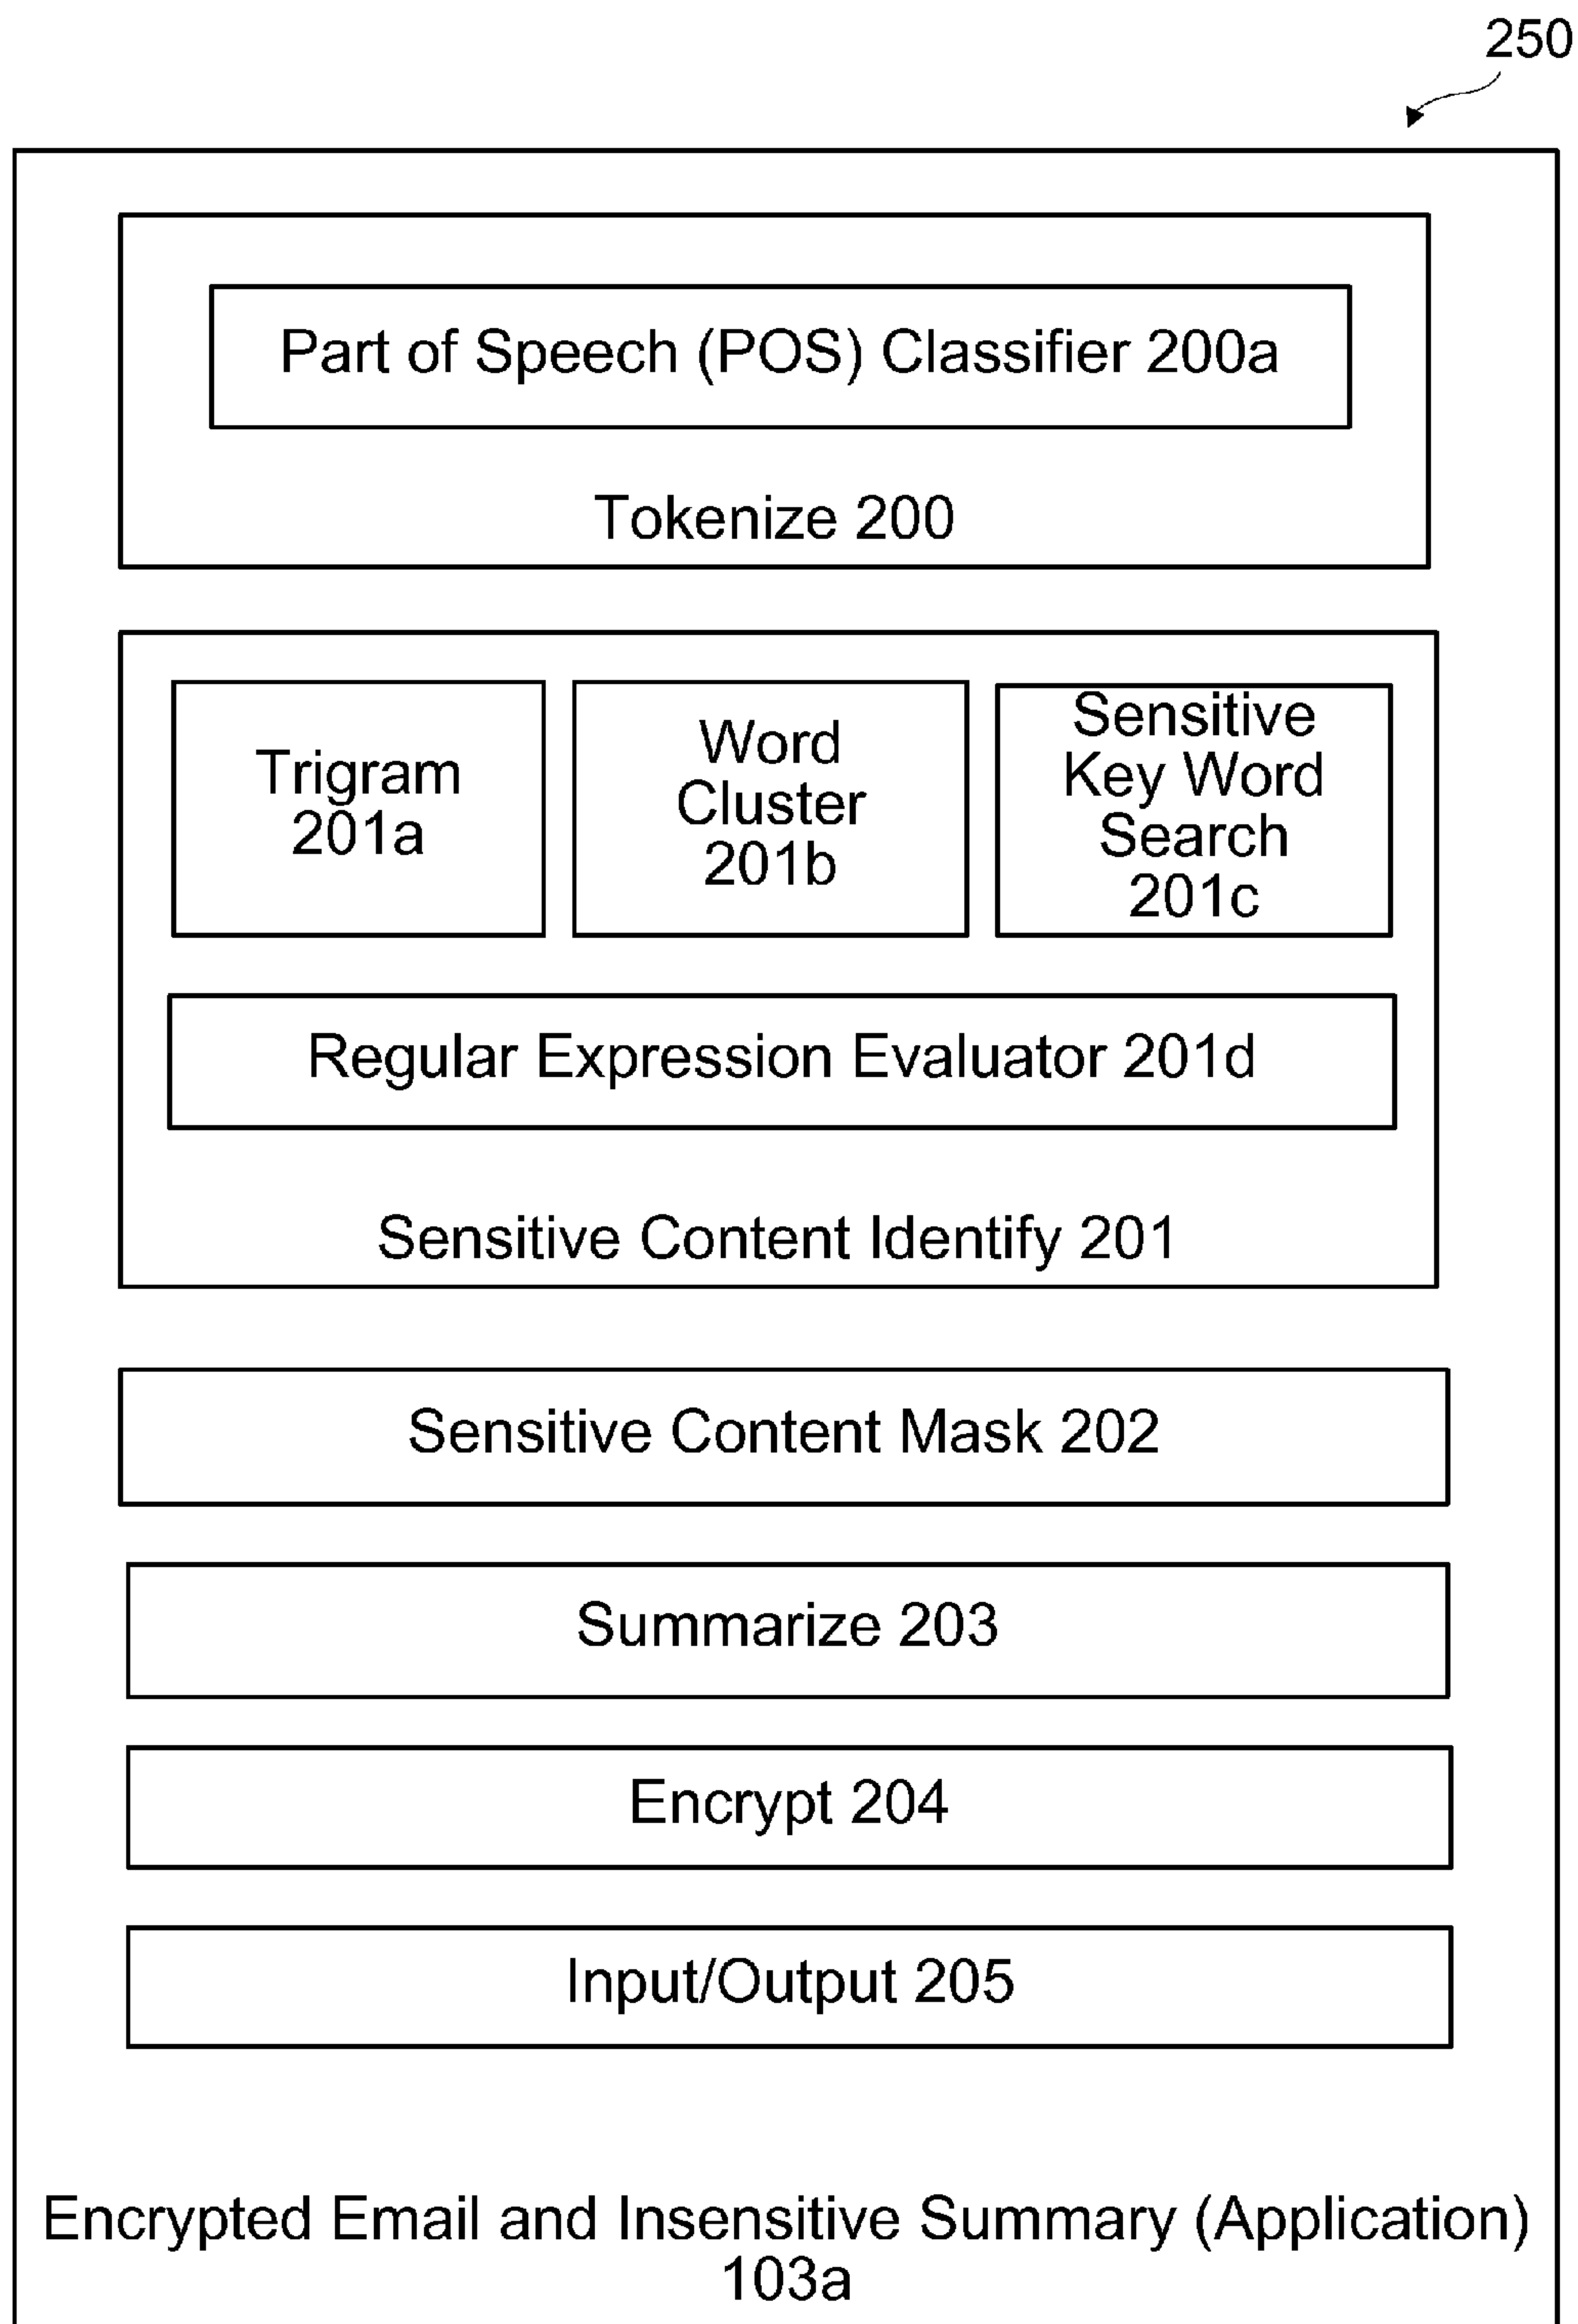 250
Part of Speech (POS) Classifier 200a
Tokenize 200
Trigram
201a
Word
Cluster
201b
Sensitive
Key Word
Search
201c
Regular Expression Evaluator 201d
Sensitive Content Identify 201
Sensitive Content Mask 202
Summarize 203
Encrypt 204
Input/Output 205
Encrypted Email and Insensitive Summary (Application)
103a